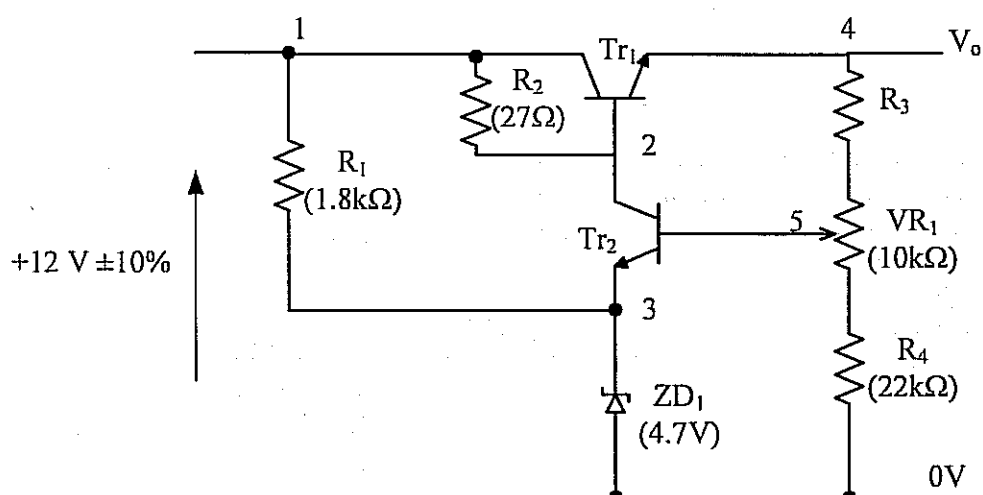 1
4
Tr₁
Vₒ
R₂
(27Ω)
R₃
2
R₁
(1.8kΩ)
5
VR₁
(10kΩ)
Tr₂
+12 V ±10%
3
R₄
(22kΩ)
ZD₁
(4.7V)
0V